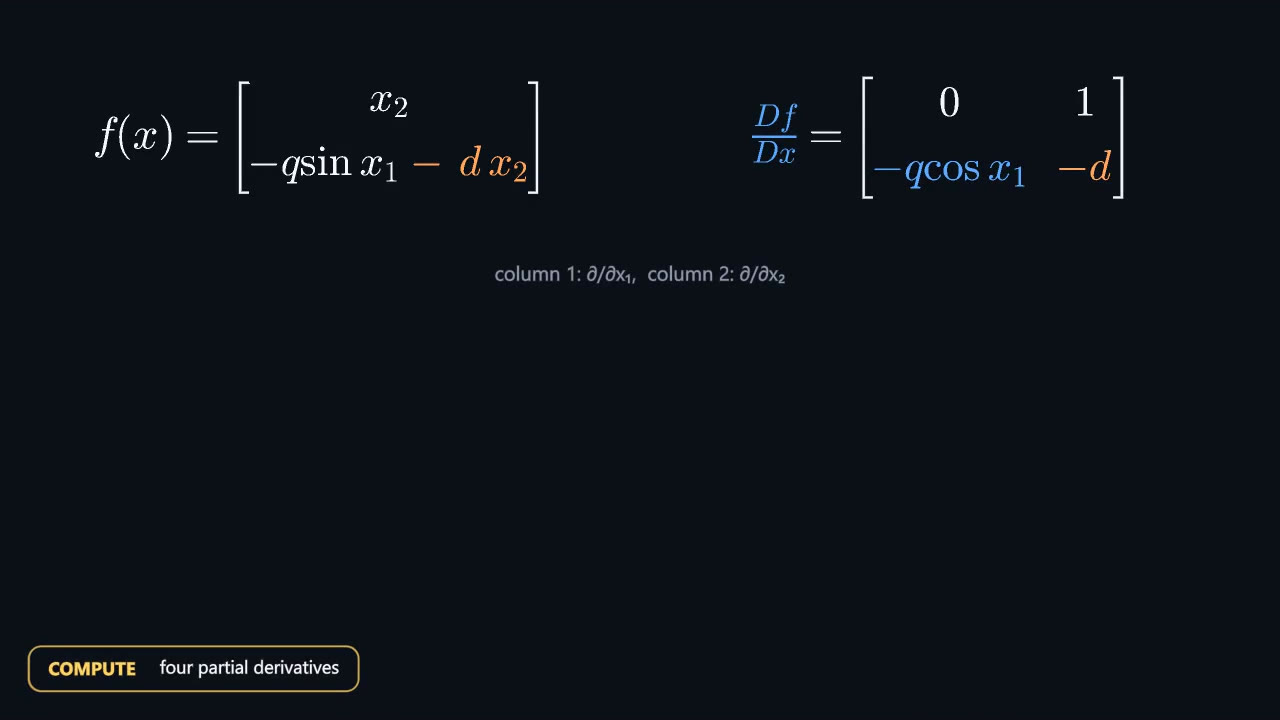 f(x) = [ x₂ ; −q sin x₁ − d x₂ ]
Df/Dx = [ 0 1 ; −q cos x₁ −d ]
column 1: ∂/∂x₁, column 2: ∂/∂x₂
COMPUTE four partial derivatives